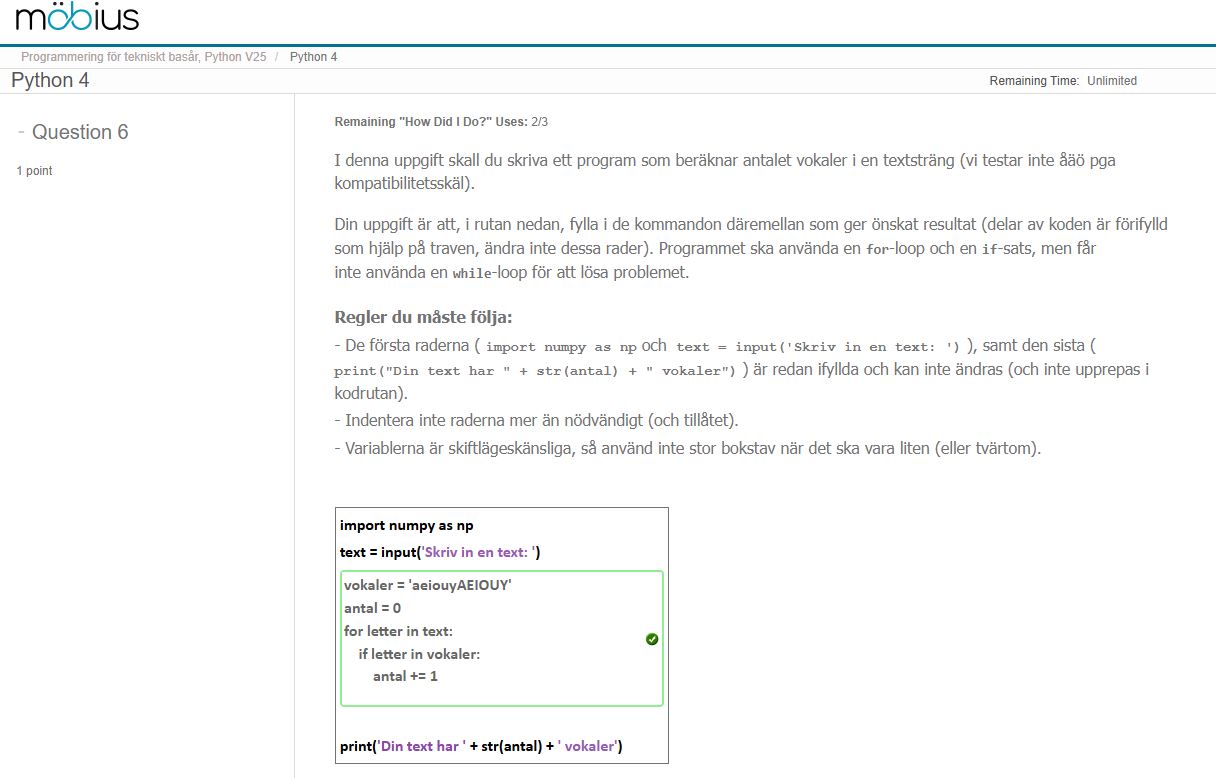 möbius
Programmering för tekniskt basår, Python V25 / Python 4
Python 4
Remaining Time: Unlimited
- Question 6
1 point
Remaining "How Did I Do?" Uses: 2/3
I denna uppgift skall du skriva ett program som beräknar antalet vokaler i en textsträng (vi testar inte åäö pga
kompatibilitetsskäl).
Din uppgift är att, i rutan nedan, fylla i de kommandon däremellan som ger önskat resultat (delar av koden är förifylld
som hjälp på traven, ändra inte dessa rader). Programmet ska använda en for-loop och en if-sats, men får
inte använda en while-loop för att lösa problemet.
Regler du måste följa:
- De första raderna ( import numpy as np och text = input('Skriv in en text: ') ), samt den sista (
print("Din text har " + str(antal) + " vokaler") ) är redan ifyllda och kan inte ändras (och inte upprepas i
kodrutan).
- Indentera inte raderna mer än nödvändigt (och tillåtet).
- Variablerna är skiftlägeskänsliga, så använd inte stor bokstav när det ska vara liten (eller tvärtom).
import numpy as np
text = input('Skriv in en text: ')
vokaler = 'aeiouyAEIOUY'
antal = 0
for letter in text:
if letter in vokaler:
antal += 1
print('Din text har ' + str(antal) + ' vokaler')